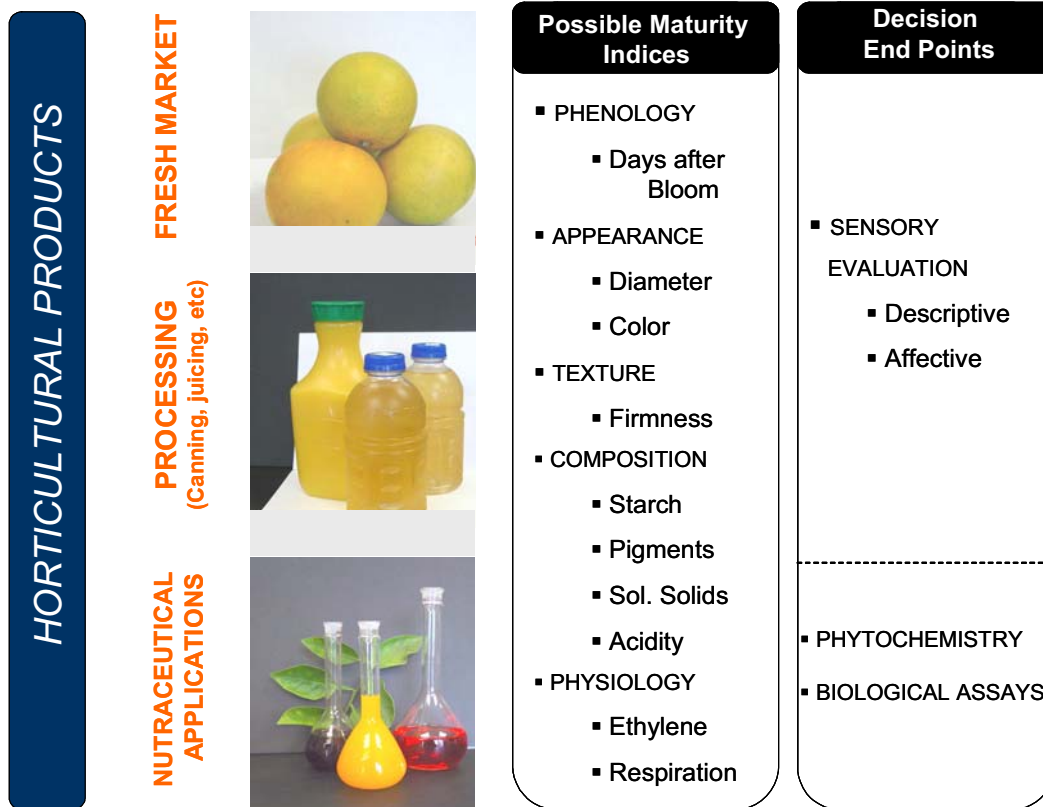 HORTICULTURAL PRODUCTS
FRESH MARKET
PROCESSING
(Canning, juicing, etc)
NUTRACEUTICAL
APPLICATIONS
Possible Maturity
Indices
▪ PHENOLOGY
▪ Days after
Bloom
▪ APPEARANCE
▪ Diameter
▪ Color
▪ TEXTURE
▪ Firmness
▪ COMPOSITION
▪ Starch
▪ Pigments
▪ Sol. Solids
▪ Acidity
▪ PHYSIOLOGY
▪ Ethylene
▪ Respiration
Decision
End Points
▪ SENSORY
EVALUATION
▪ Descriptive
▪ Affective
▪ PHYTOCHEMISTRY
▪ BIOLOGICAL ASSAYS